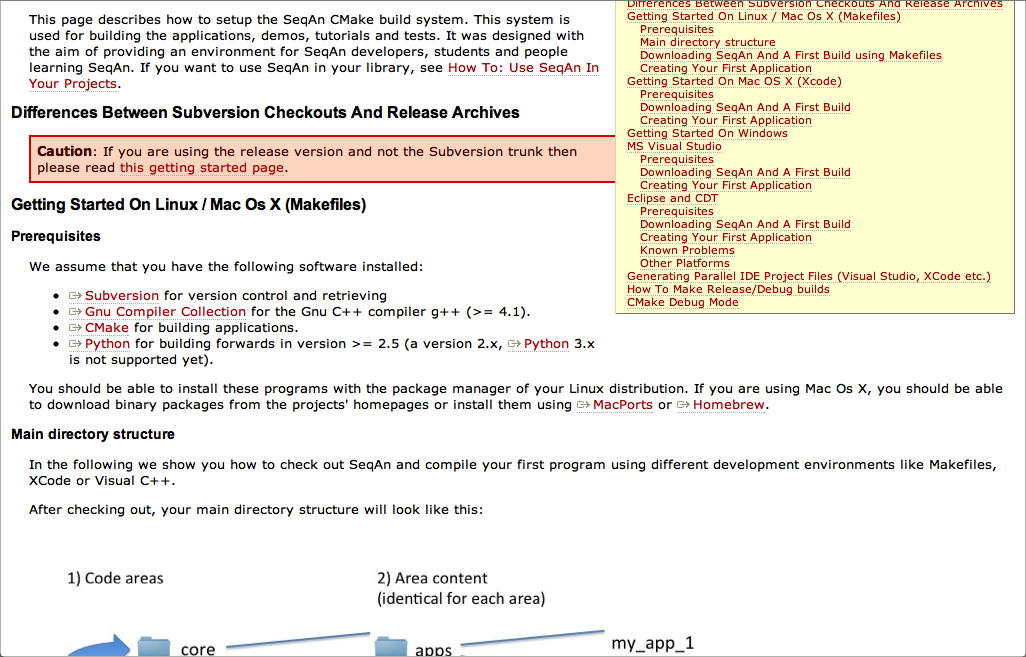 This page describes how to setup the SeqAn CMake build system. This system is
used for building the applications, demos, tutorials and tests. It was designed with
the aim of providing an environment for SeqAn developers, students and people
learning SeqAn. If you want to use SeqAn in your library, see How To: Use SeqAn In
Your Projects.
Differences Between Subversion Checkouts And Release Archives
Caution: If you are using the release version and not the Subversion trunk then
please read this getting started page.
Getting Started On Linux / Mac Os X (Makefiles)
Prerequisites
We assume that you have the following software installed:
Subversion for version control and retrieving
Gnu Compiler Collection for the Gnu C++ compiler g++ (>= 4.1).
CMake for building applications.
Python for building forwards in version >= 2.5 (a version 2.x, Python 3.x
is not supported yet).
Differences Between Subversion Checkouts And Release Archives
Getting Started On Linux / Mac Os X (Makefiles)
Prerequisites
Main directory structure
Downloading SeqAn And A First Build using Makefiles
Creating Your First Application
Getting Started On Mac OS X (Xcode)
Prerequisites
Downloading SeqAn And A First Build
Creating Your First Application
Getting Started On Windows
MS Visual Studio
Prerequisites
Downloading SeqAn And A First Build
Creating Your First Application
Eclipse and CDT
Prerequisites
Downloading SeqAn And A First Build
Creating Your First Application
Known Problems
Other Platforms
Generating Parallel IDE Project Files (Visual Studio, XCode etc.)
How To Make Release/Debug builds
CMake Debug Mode
You should be able to install these programs with the package manager of your Linux distribution. If you are using Mac Os X, you should be able
to download binary packages from the projects' homepages or install them using MacPorts or Homebrew.
Main directory structure
In the following we show you how to check out SeqAn and compile your first program using different development environments like Makefiles,
XCode or Visual C++.
After checking out, your main directory structure will look like this:
1) Code areas
2) Area content
(identical for each area)
core
apps
my_app_1